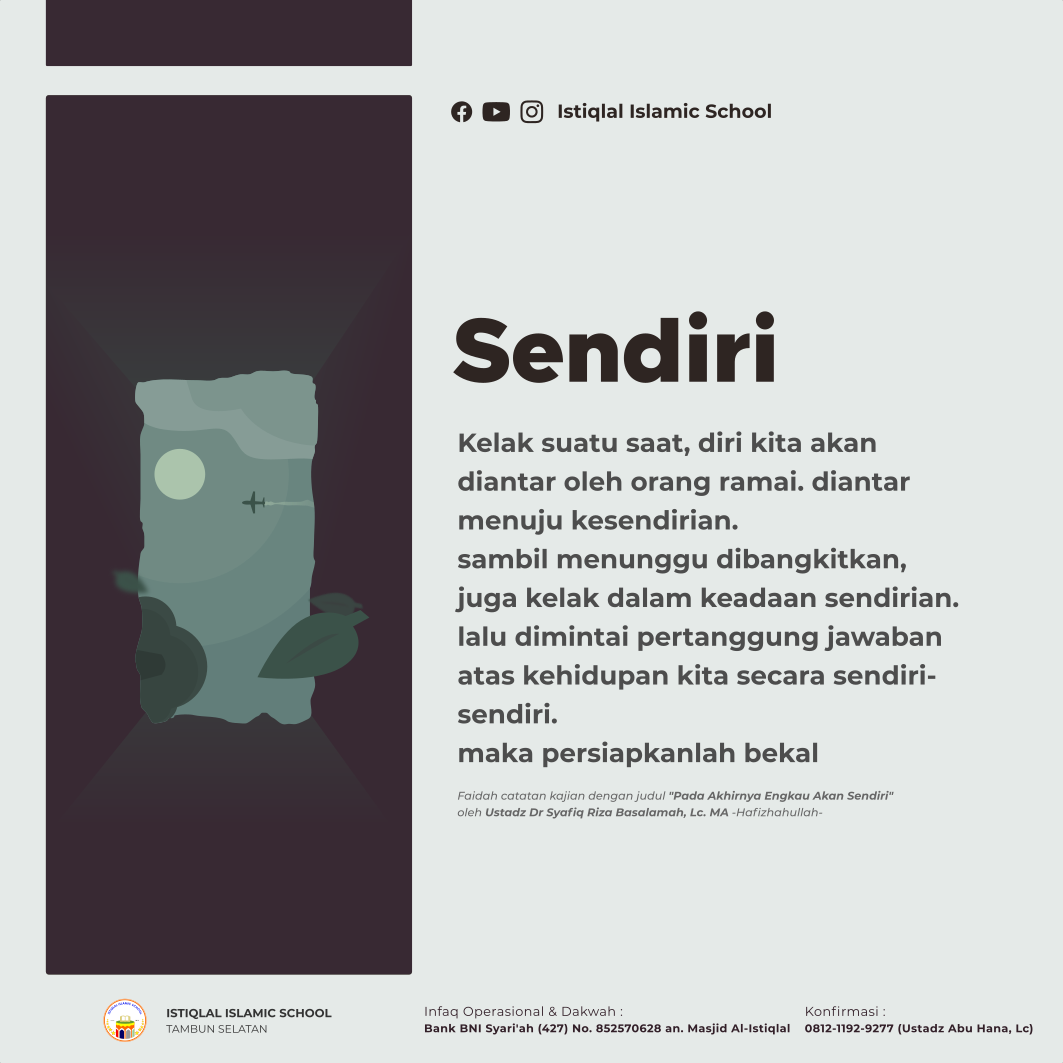 Istiqlal Islamic School
Sendiri
Kelak suatu saat, diri kita akan
diantar oleh orang ramai. diantar
menuju kesendirian.
sambil menunggu dibangkitkan,
juga kelak dalam keadaan sendirian.
lalu dimintai pertanggung jawaban
atas kehidupan kita secara sendiri-
sendiri.
maka persiapkanlah bekal
Faidah catatan kajian dengan judul "Pada Akhirnya Engkau Akan Sendiri"
oleh Ustadz Dr Syafiq Riza Basalamah, Lc. MA -Hafizhahullah-
ISTIQLAL ISLAMIC SCHOOL
TAMBUN SELATAN
Infaq Operasional & Dakwah :
Bank BNI Syari'ah (427) No. 852570628 an. Masjid Al-Istiqlal
Konfirmasi :
0812-1192-9277 (Ustadz Abu Hana, Lc)